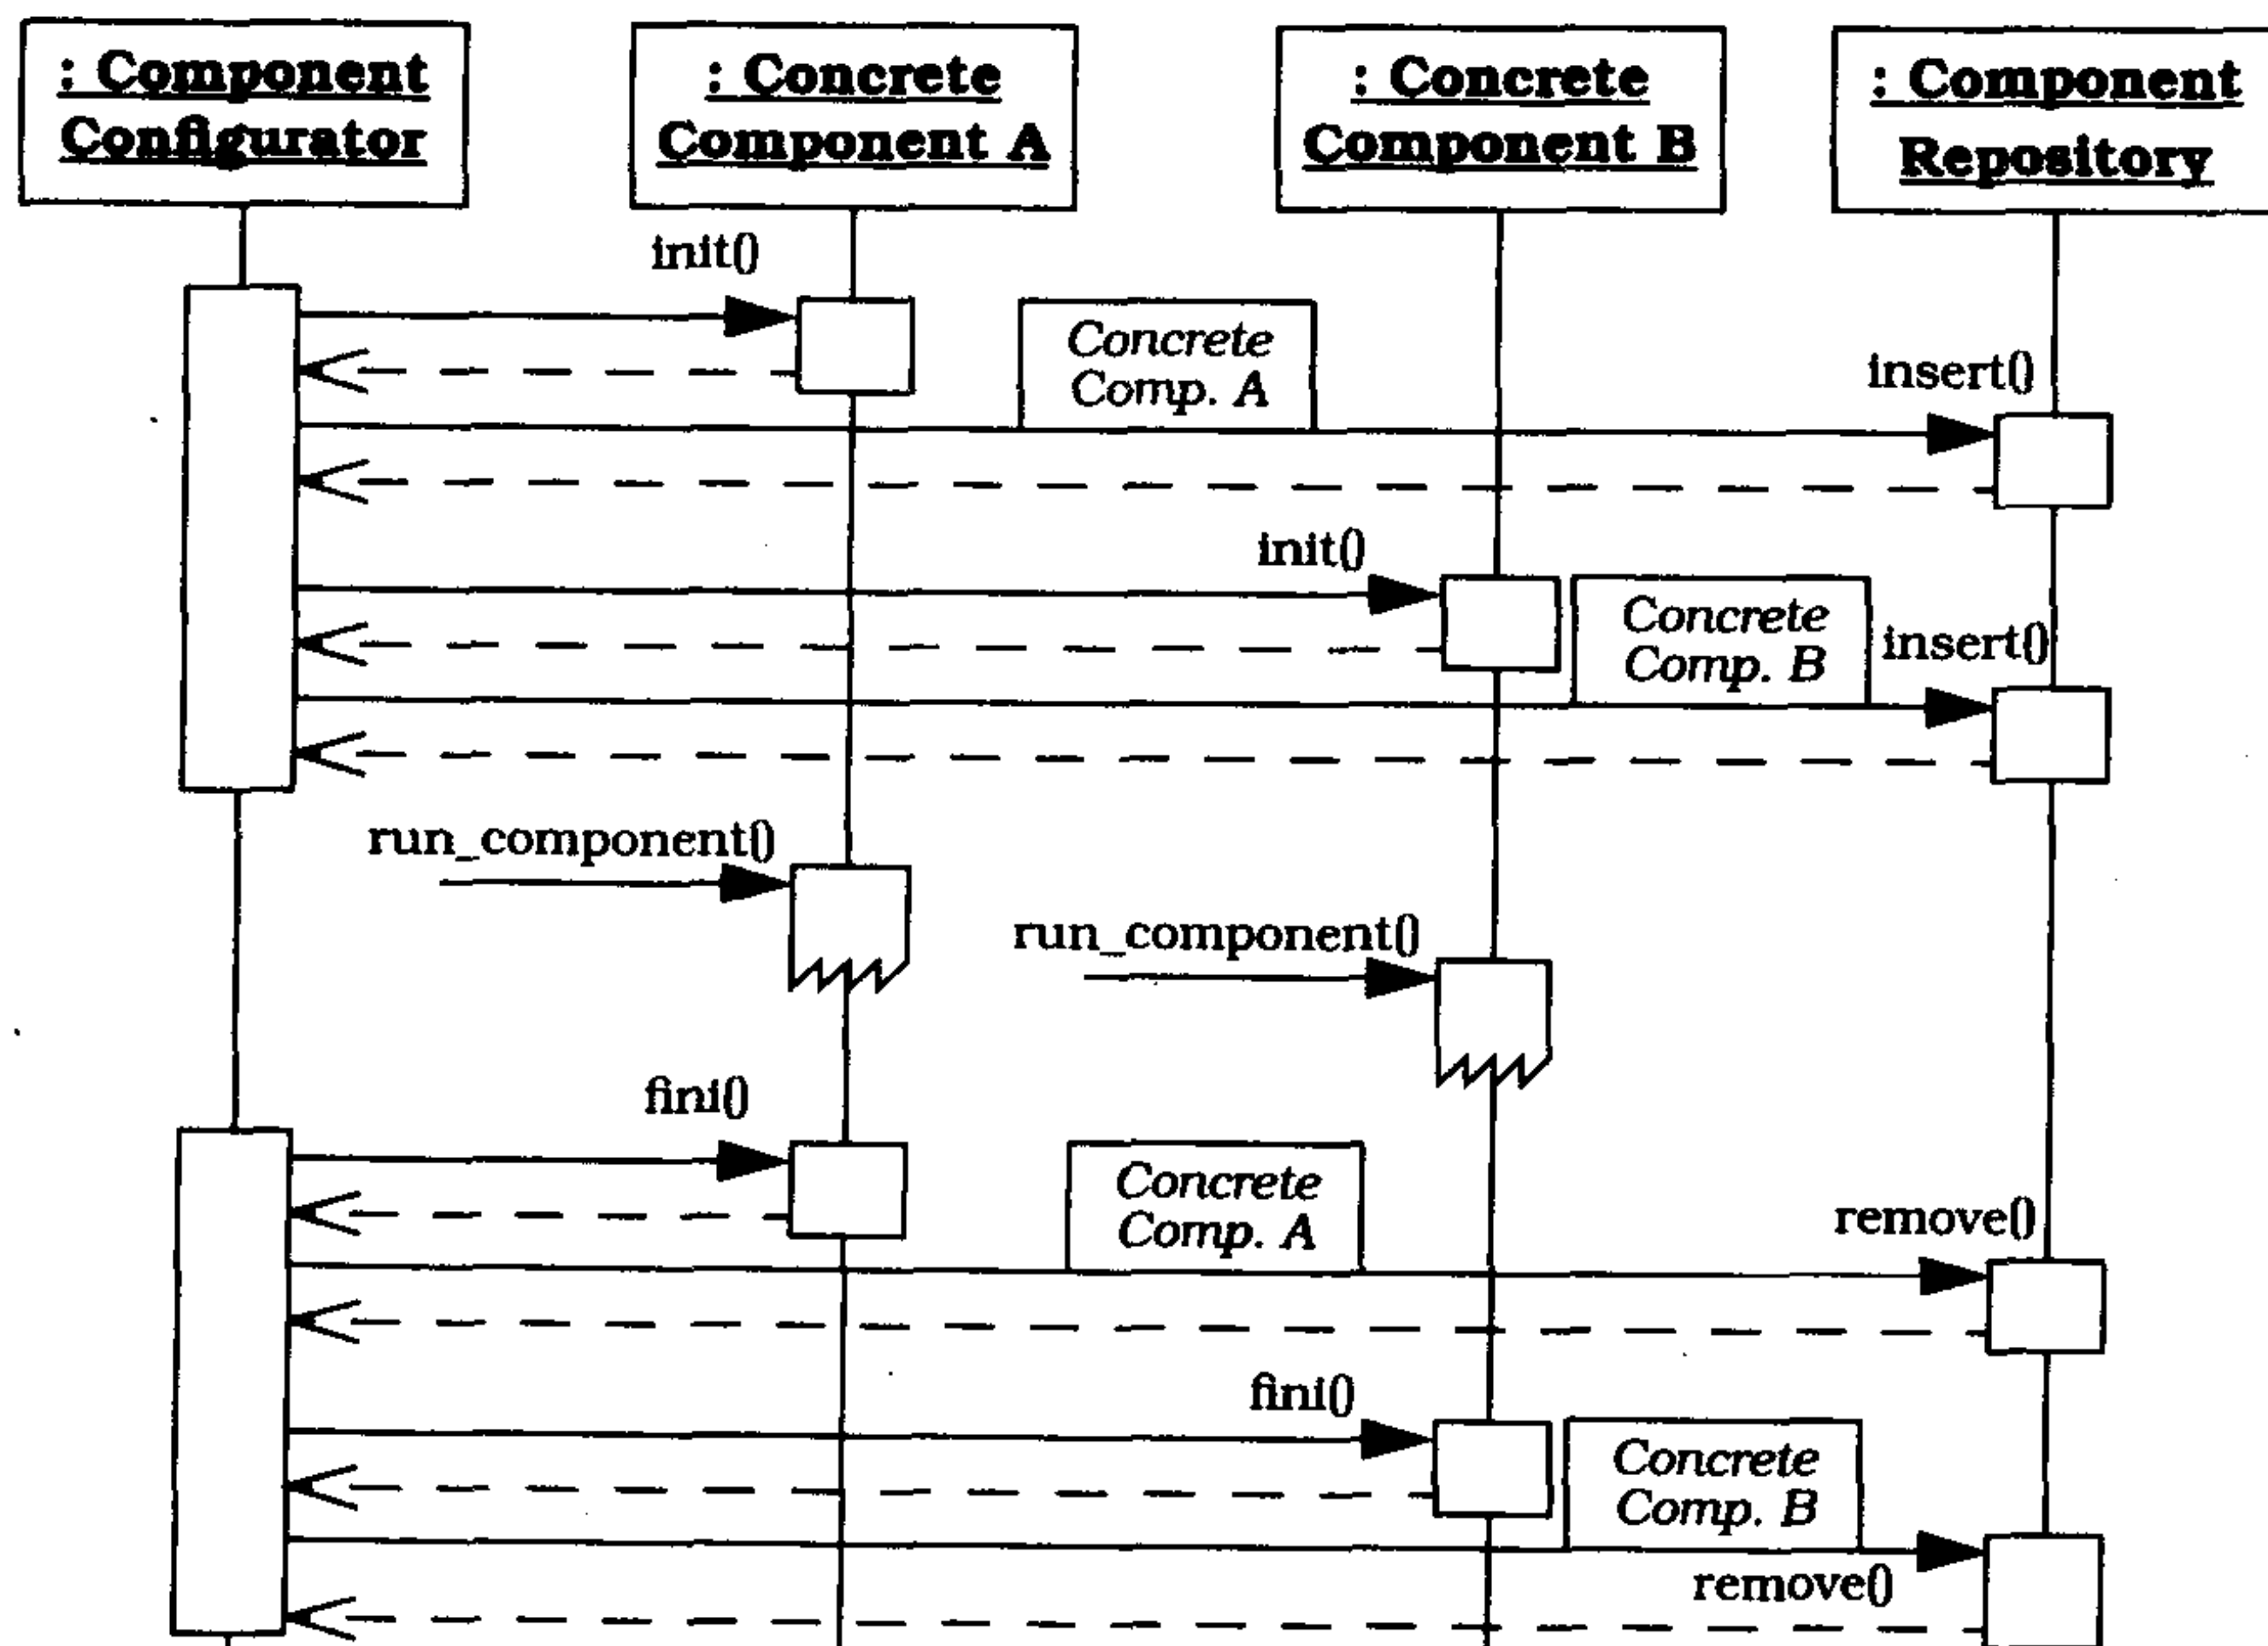 : Component
Configurator
: Concrete
Component A
: Concrete
Component B
: Component
Repository
init()
Concrete
Comp. A
insert()
init()
Concrete
Comp. B
insert()
run_component()
run_component()
fini()
Concrete
Comp. A
remove()
fini()
Concrete
Comp. B
remove()